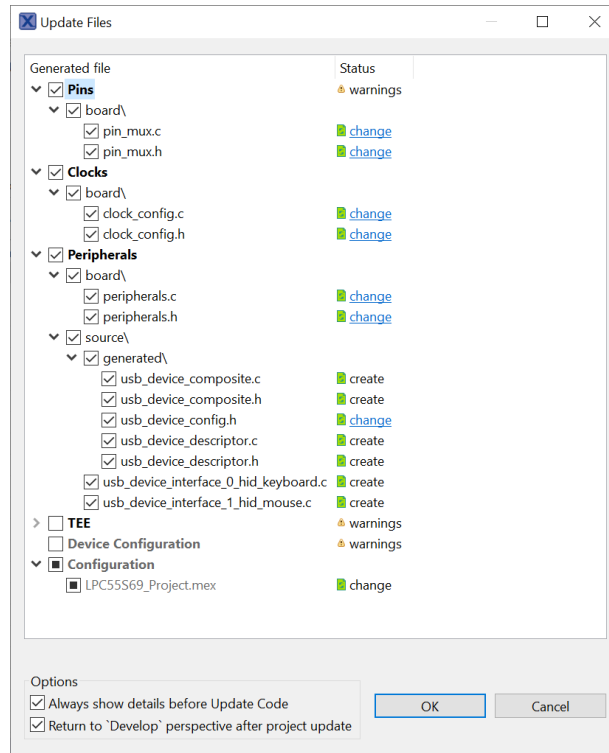 Update Files
Generated file Status
Pins warnings
board\
pin_mux.c change
pin_mux.h change
Clocks
board\
clock_config.c change
clock_config.h change
Peripherals
board\
peripherals.c change
peripherals.h change
source\
generated\
usb_device_composite.c create
usb_device_composite.h create
usb_device_config.h change
usb_device_descriptor.c create
usb_device_descriptor.h create
usb_device_interface_0_hid_keyboard.c create
usb_device_interface_1_hid_mouse.c create
TEE warnings
Device Configuration warnings
Configuration
LPC55S69_Project.mex change
Options
Always show details before Update Code
Return to `Develop` perspective after project update
OK Cancel